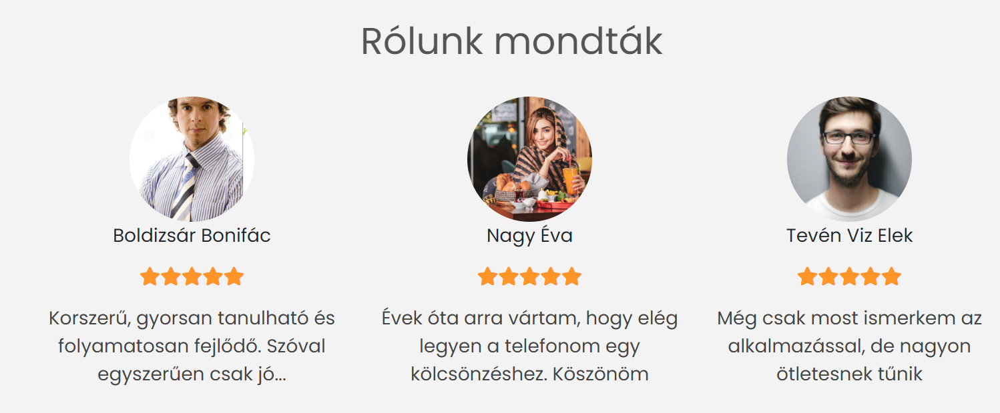 Rólunk mondták
Boldizsár Bonifác
Korszerű, gyorsan tanulható és
folyamatosan fejlődő. Szóval
egyszerűen csak jó...
Nagy Éva
Évek óta arra vártam, hogy elég
legyen a telefonom egy
kölcsönzéshez. Köszönöm
Tevén Viz Elek
Még csak most ismerkem az
alkalmazással, de nagyon
ötletesnek tűnik